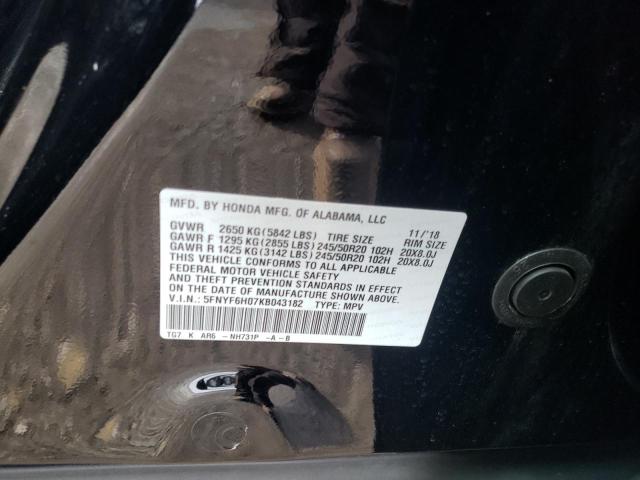 MFD. BY HONDA MFG. OF ALABAMA, LLC 11/'18
GVWR 2650 KG (5842 LBS) TIRE SIZE RIM SIZE
GAWR F 1295 KG (2855 LBS) 245/50R20 102H 20X8.0J
GAWR R 1425 KG (3142 LBS) 245/50R20 102H 20X8.0J
THIS VEHICLE CONFORMS TO ALL APPLICABLE
FEDERAL MOTOR VEHICLE SAFETY
AND THEFT PREVENTION STANDARDS IN EFFECT
ON THE DATE OF MANUFACTURE SHOWN ABOVE.
V.I.N.: 5FNYF6H07KB043182 TYPE: MPV
TG7. K AR6 - NH731P -A-B